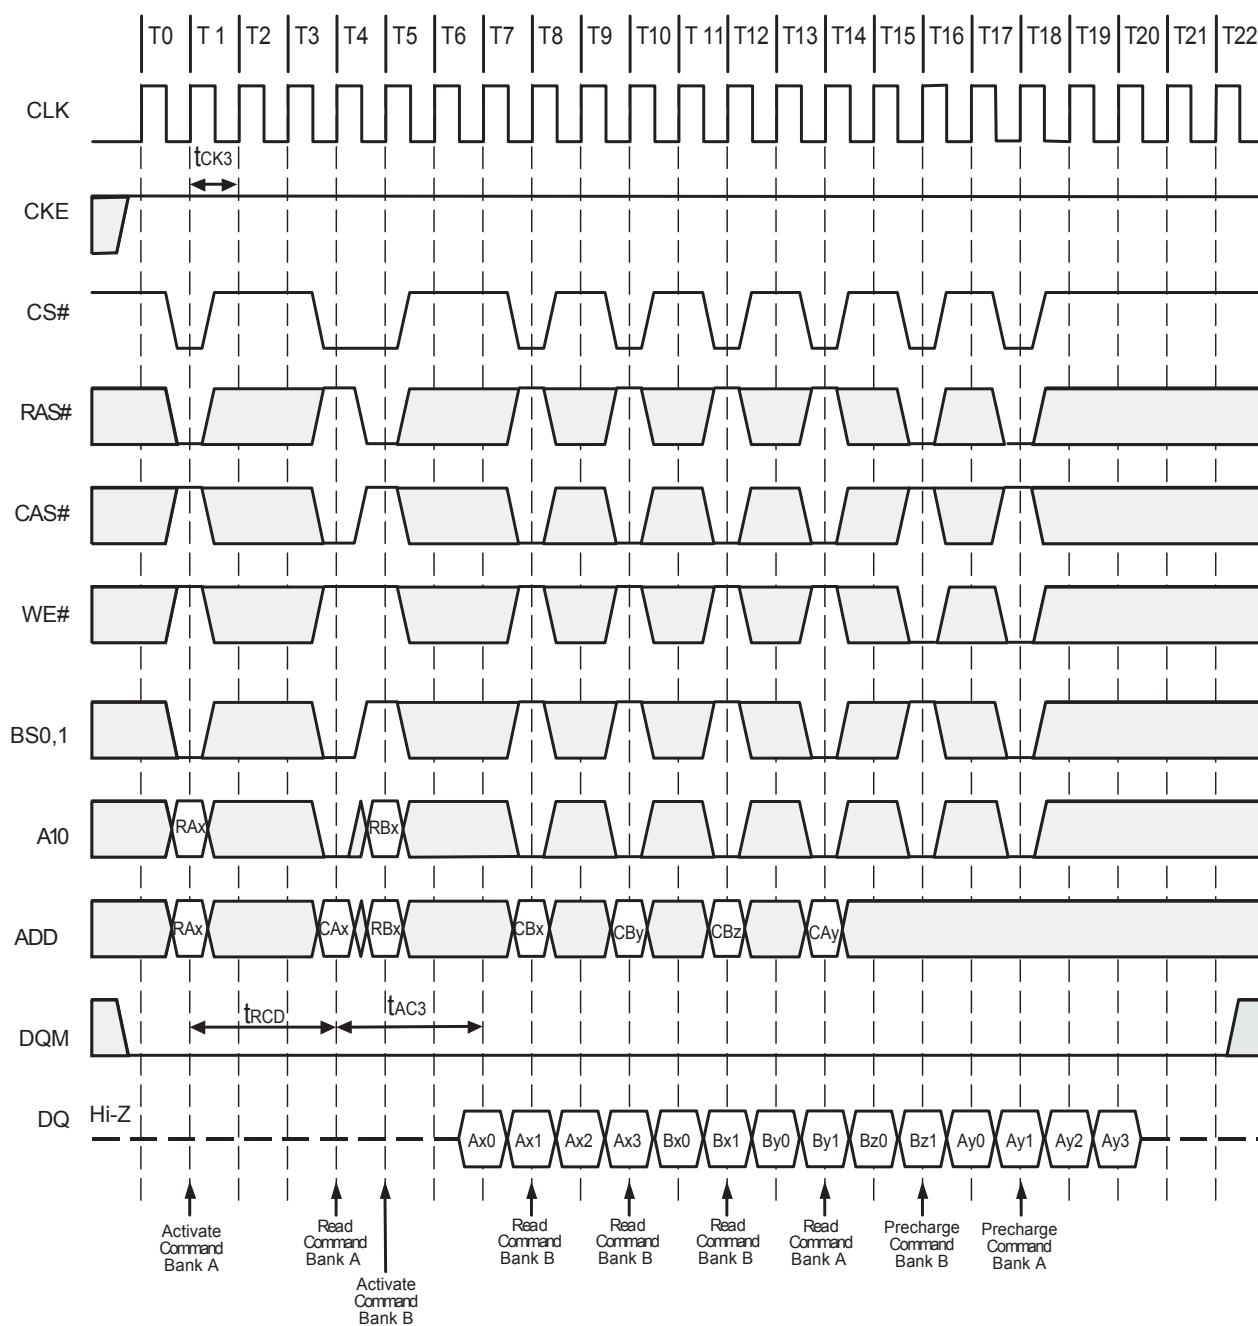 T0 T 1 T2 T3 T4 T5 T6 T7 T8 T9 T10 T 11 T12 T13 T14 T15 T16 T17 T18 T19 T20 T21 T22
CLK
tCK3
CKE
CS#
RAS#
CAS#
WE#
BS0,1
A10 RAx RBx
ADD RAx CAx RBx CBx CBy CBz CAy
tRCD tAC3
DQM
DQ Hi-Z Ax0 Ax1 Ax2 Ax3 Bx0 Bx1 By0 By1 Bz0 Bz1 Ay0 Ay1 Ay2 Ay3
Activate
Command
Bank A
Read
Command
Bank A
Activate
Command
Bank B
Read
Command
Bank B
Read
Command
Bank B
Read
Command
Bank B
Read
Command
Bank A
Precharge
Command
Bank B
Precharge
Command
Bank A